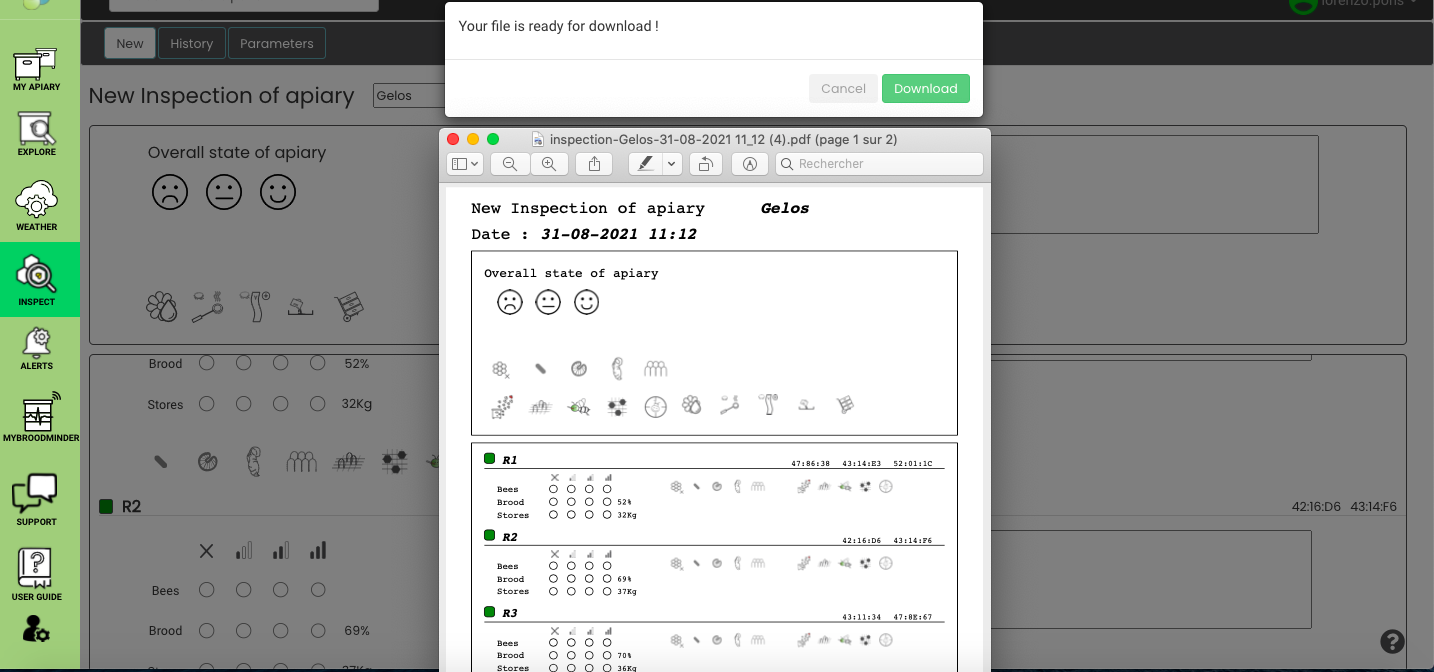 lorenzo.pons
Your file is ready for download !
Cancel
Download
New
History
Parameters
New Inspection of apiary
Gelos
Overall state of apiary
Brood
52%
Stores
32Kg
R2
42:16:D6 43:14:F6
Bees
Brood
69%
37Kg
MY APIARY
EXPLORE
WEATHER
INSPECT
ALERTS
MYBROODMINDER
SUPPORT
USER GUIDE
inspection-Gelos-31-08-2021 11_12 (4).pdf (page 1 sur 2)
Rechercher
New Inspection of apiary Gelos
Date : 31-08-2021 11:12
Overall state of apiary
R1 47:86:38 43:14:E3 52:01:1C
Bees
Brood 52%
Stores 32Kg
R2 42:16:D6 43:14:F6
Bees
Brood 69%
Stores 37Kg
R3 43:11:34 47:8E:67
Bees
Brood 70%
Stores 36Kg
?